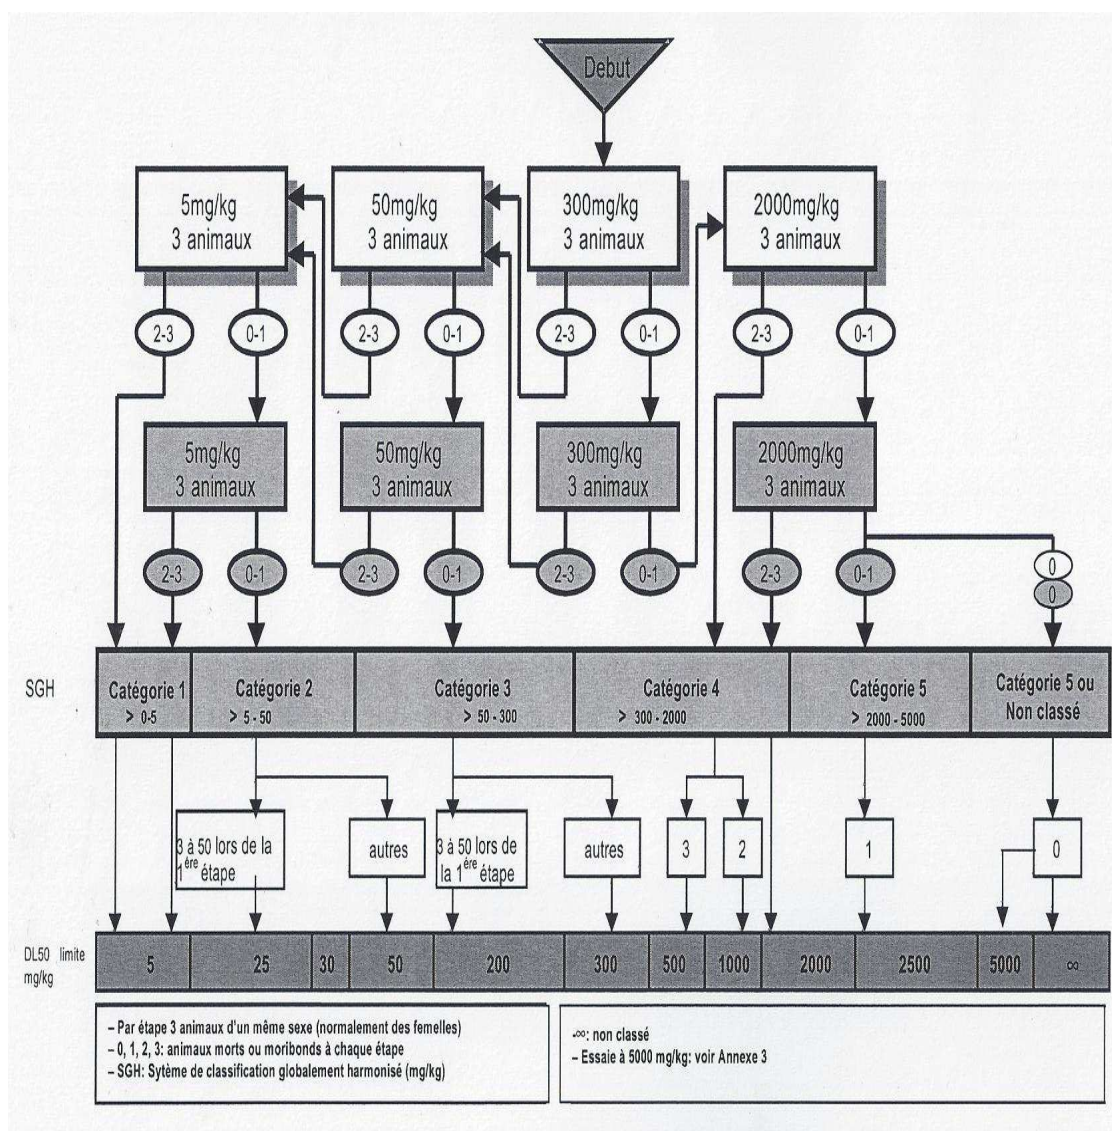 Debut
5mg/kg
3 animaux
50mg/kg
3 animaux
300mg/kg
3 animaux
2000mg/kg
3 animaux
2-3
0-1
2-3
0-1
2-3
0-1
2-3
0-1
5mg/kg
3 animaux
50mg/kg
3 animaux
300mg/kg
3 animaux
2000mg/kg
3 animaux
2-3
0-1
2-3
0-1
2-3
0-1
2-3
0-1
0
0
SGH
Catégorie 1
> 0-5
Catégorie 2
> 5 - 50
Catégorie 3
> 50 - 300
Catégorie 4
> 300 - 2000
Catégorie 5
> 2000 - 5000
Catégorie 5 ou
Non classé
3 à 50 lors de la
1ère étape
autres
3 à 50 lors de
la 1ère étape
autres
3
2
1
0
DL50 limite
mg/kg
5
25
30
50
200
300
500
1000
2000
2500
5000
∞
– Par étape 3 animaux d'un même sexe (normalement des femelles)
– 0, 1, 2, 3: animaux morts ou moribonds à chaque étape
– SGH: Sytème de classification globalement harmonisé (mg/kg)
-∞: non classé
– Essaie à 5000 mg/kg: voir Annexe 3